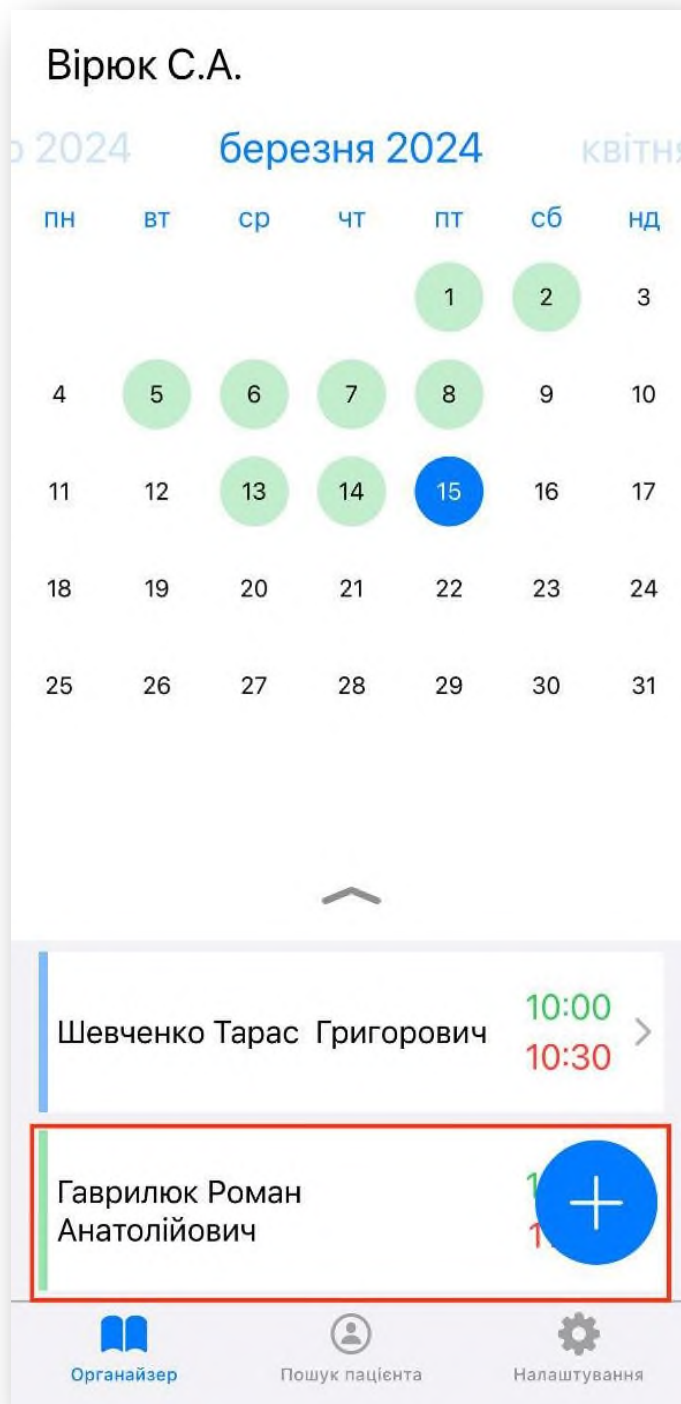 Вірюк С.А.
2024 березня 2024 квітня
пн вт ср чт пт сб нд
1 2 3
4 5 6 7 8 9 10
11 12 13 14 15 16 17
18 19 20 21 22 23 24
25 26 27 28 29 30 31
Шевченко Тарас Григорович
10:00
10:30
Гаврилюк Роман
Анатолійович
Органайзер Пошук пацієнта Налаштування